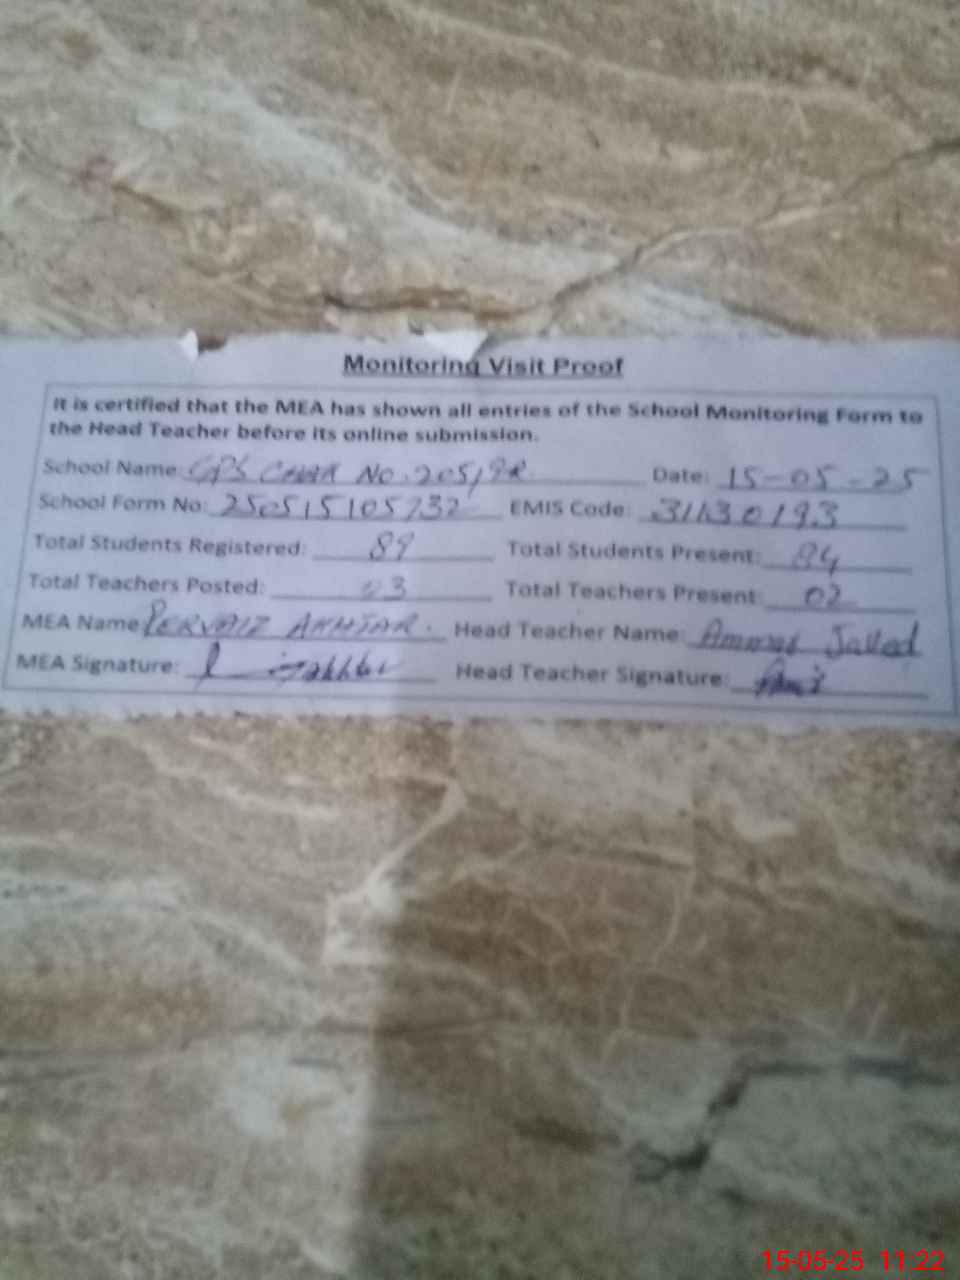 Monitoring Visit Proof
It is certified that the MEA has shown all entries of the School Monitoring Form to
the Head Teacher before its online submission.
School Name: GPS CHAK NO. 205/9R Date: 15-05-25
School Form No: 250515105732 EMIS Code: 31130193
Total Students Registered: 89 Total Students Present: 84
Total Teachers Posted: 03 Total Teachers Present: 02
MEA Name: PERVAIZ AKHTAR. Head Teacher Name: Javed
MEA Signature: Head Teacher Signature:
15-05-25 11:22